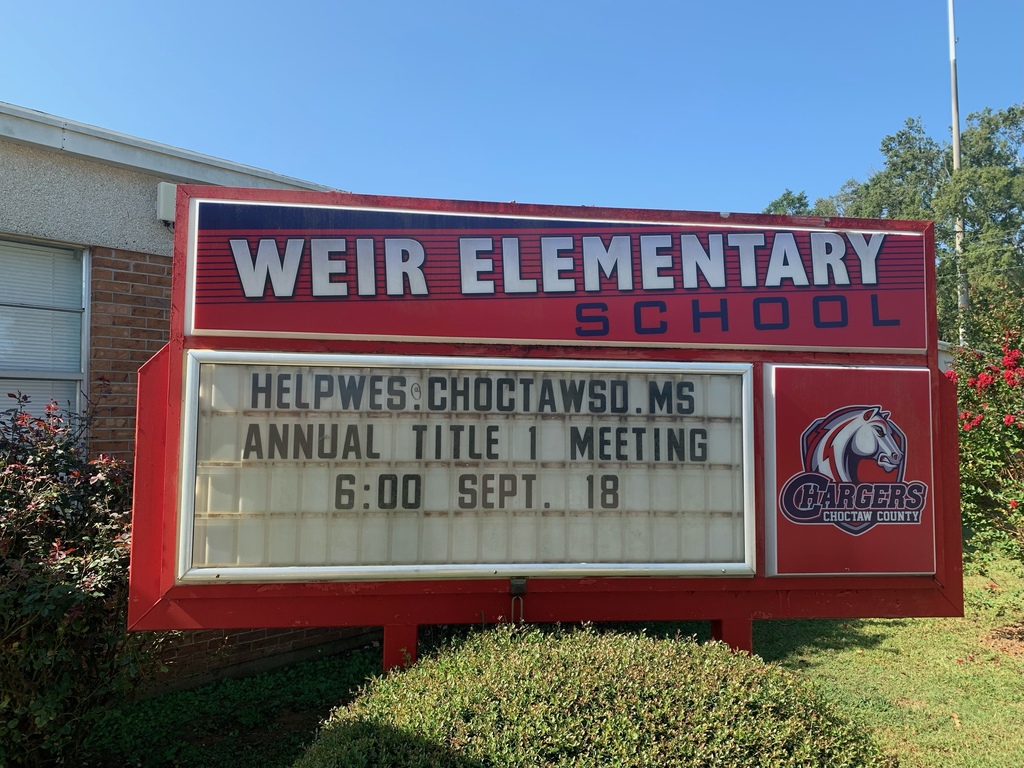 WEIR ELEMENTARY
SCHOOL
HELPWES@CHOCTAWSD.MS
ANNUAL TITLE 1 MEETING
6:00 SEPT. 18
CHARGERS
CHOCTAW COUNTY